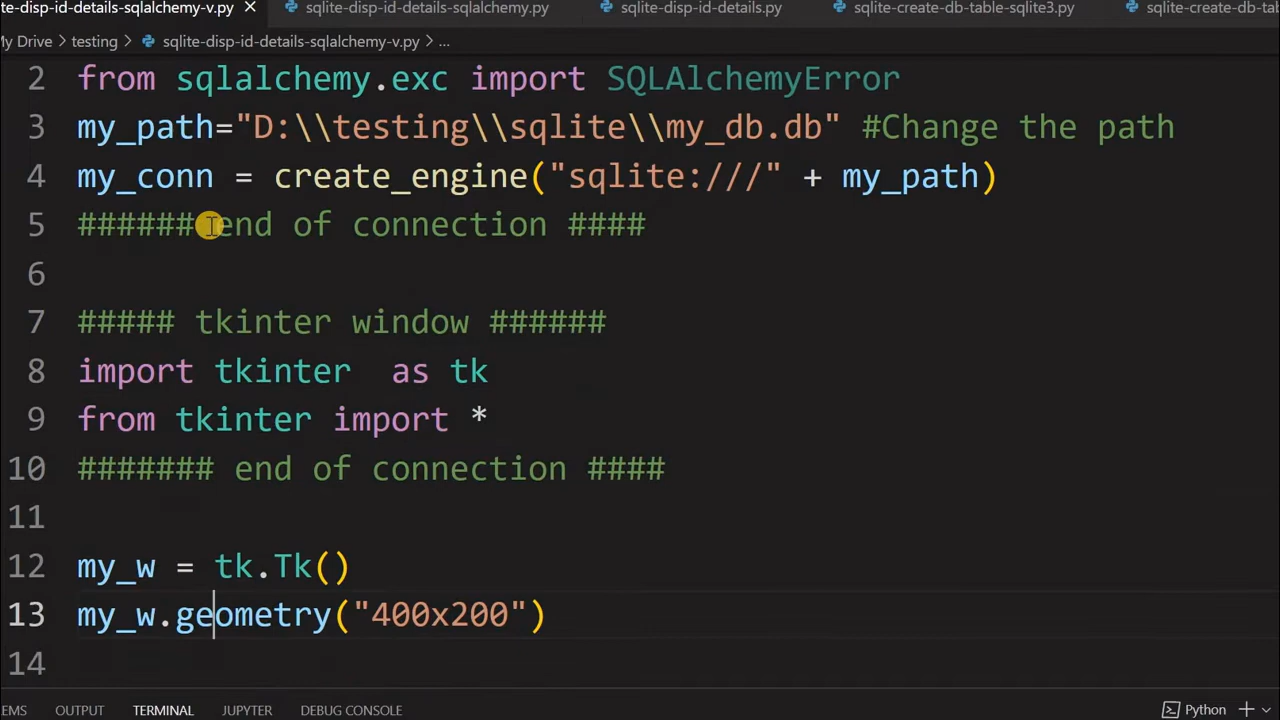 te-disp-id-details-sqlalchemy-v.py sqlite-disp-id-details-sqlalchemy.py sqlite-disp-id-details.py sqlite-create-db-table-sqlite3.py sqlite-create-db-tab
My Drive > testing > sqlite-disp-id-details-sqlalchemy-v.py > ...
2 from sqlalchemy.exc import SQLAlchemyError
3 my_path="D:\\testing\\sqlite\\my_db.db" #Change the path
4 my_conn = create_engine("sqlite:///" + my_path)
5 ###### end of connection ####
6
7 ##### tkinter window ######
8 import tkinter  as tk
9 from tkinter import *
10 ####### end of connection ####
11
12 my_w = tk.Tk()
13 my_w.geometry("400x200")
14
EMS OUTPUT TERMINAL JUPYTER DEBUG CONSOLE Python